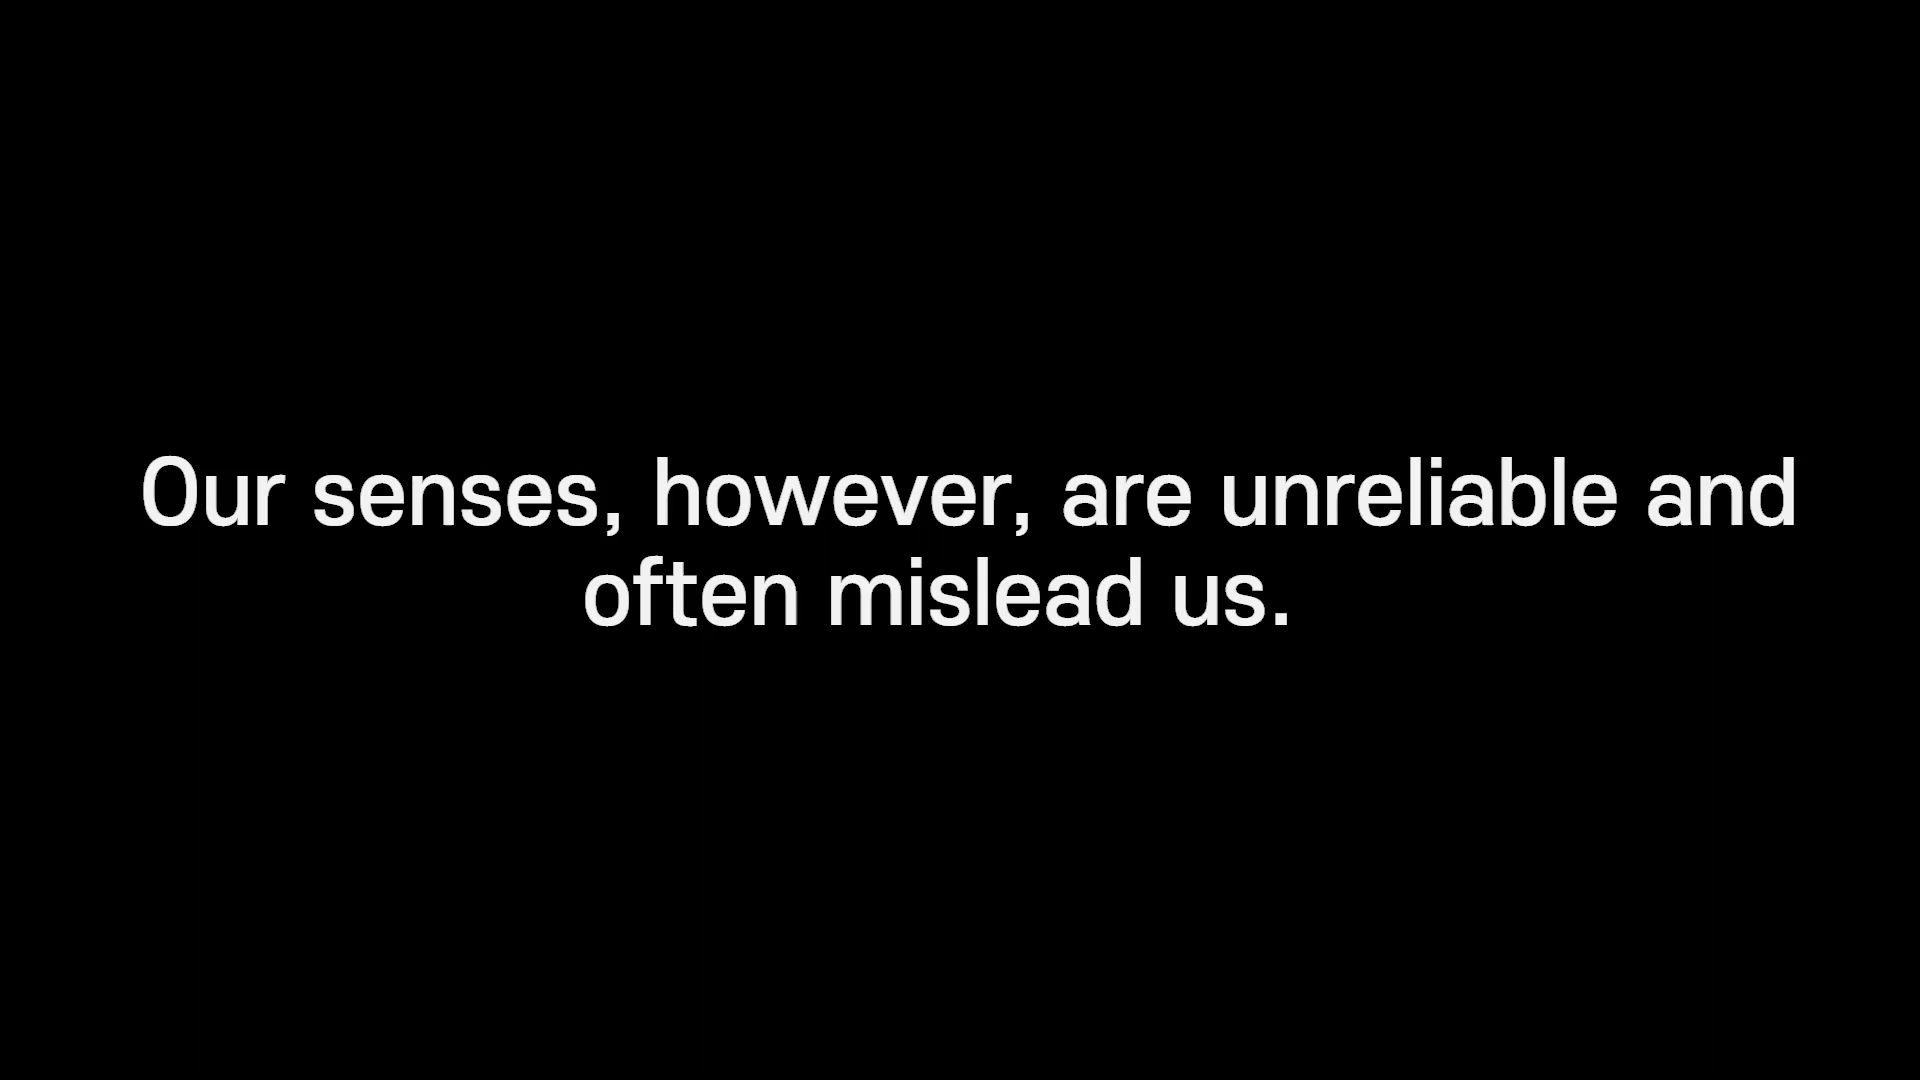 Our senses, however, are unreliable and
often mislead us.